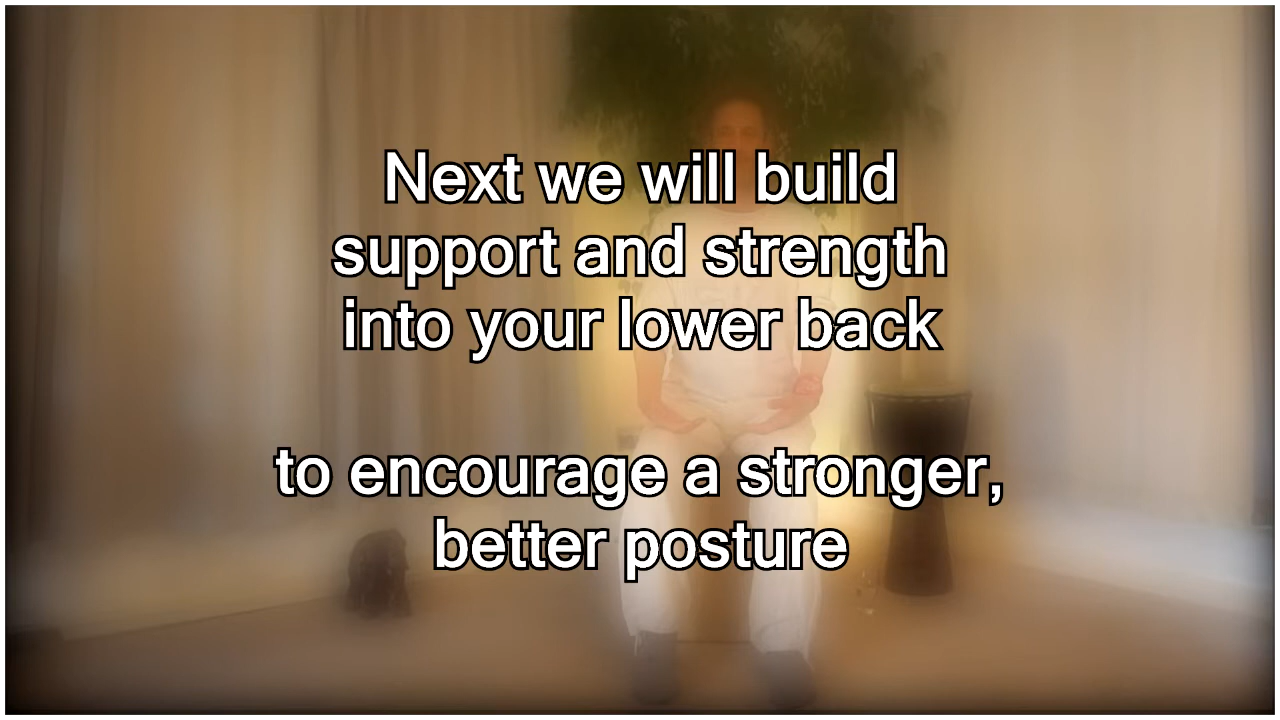 Next we will build
support and strength
into your lower back
to encourage a stronger,
better posture